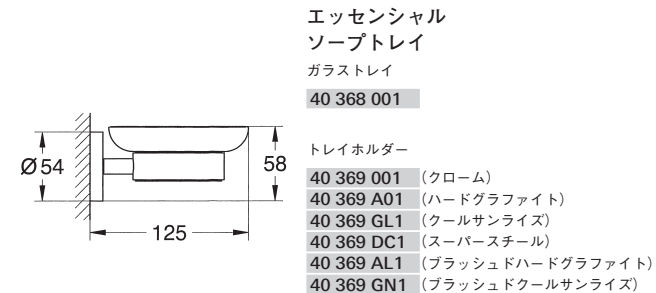 エッセンシャル
ソープトレイ
ガラストレイ
40 368 001
トレイホルダー
40 369 001 (クローム)
40 369 A01 (ハードグラファイト)
40 369 GL1 (クールサンライズ)
40 369 DC1 (スーパースチール)
40 369 AL1 (ブラッシュドハードグラファイト)
40 369 GN1 (ブラッシュドクールサンライズ)
Ø54
58
125